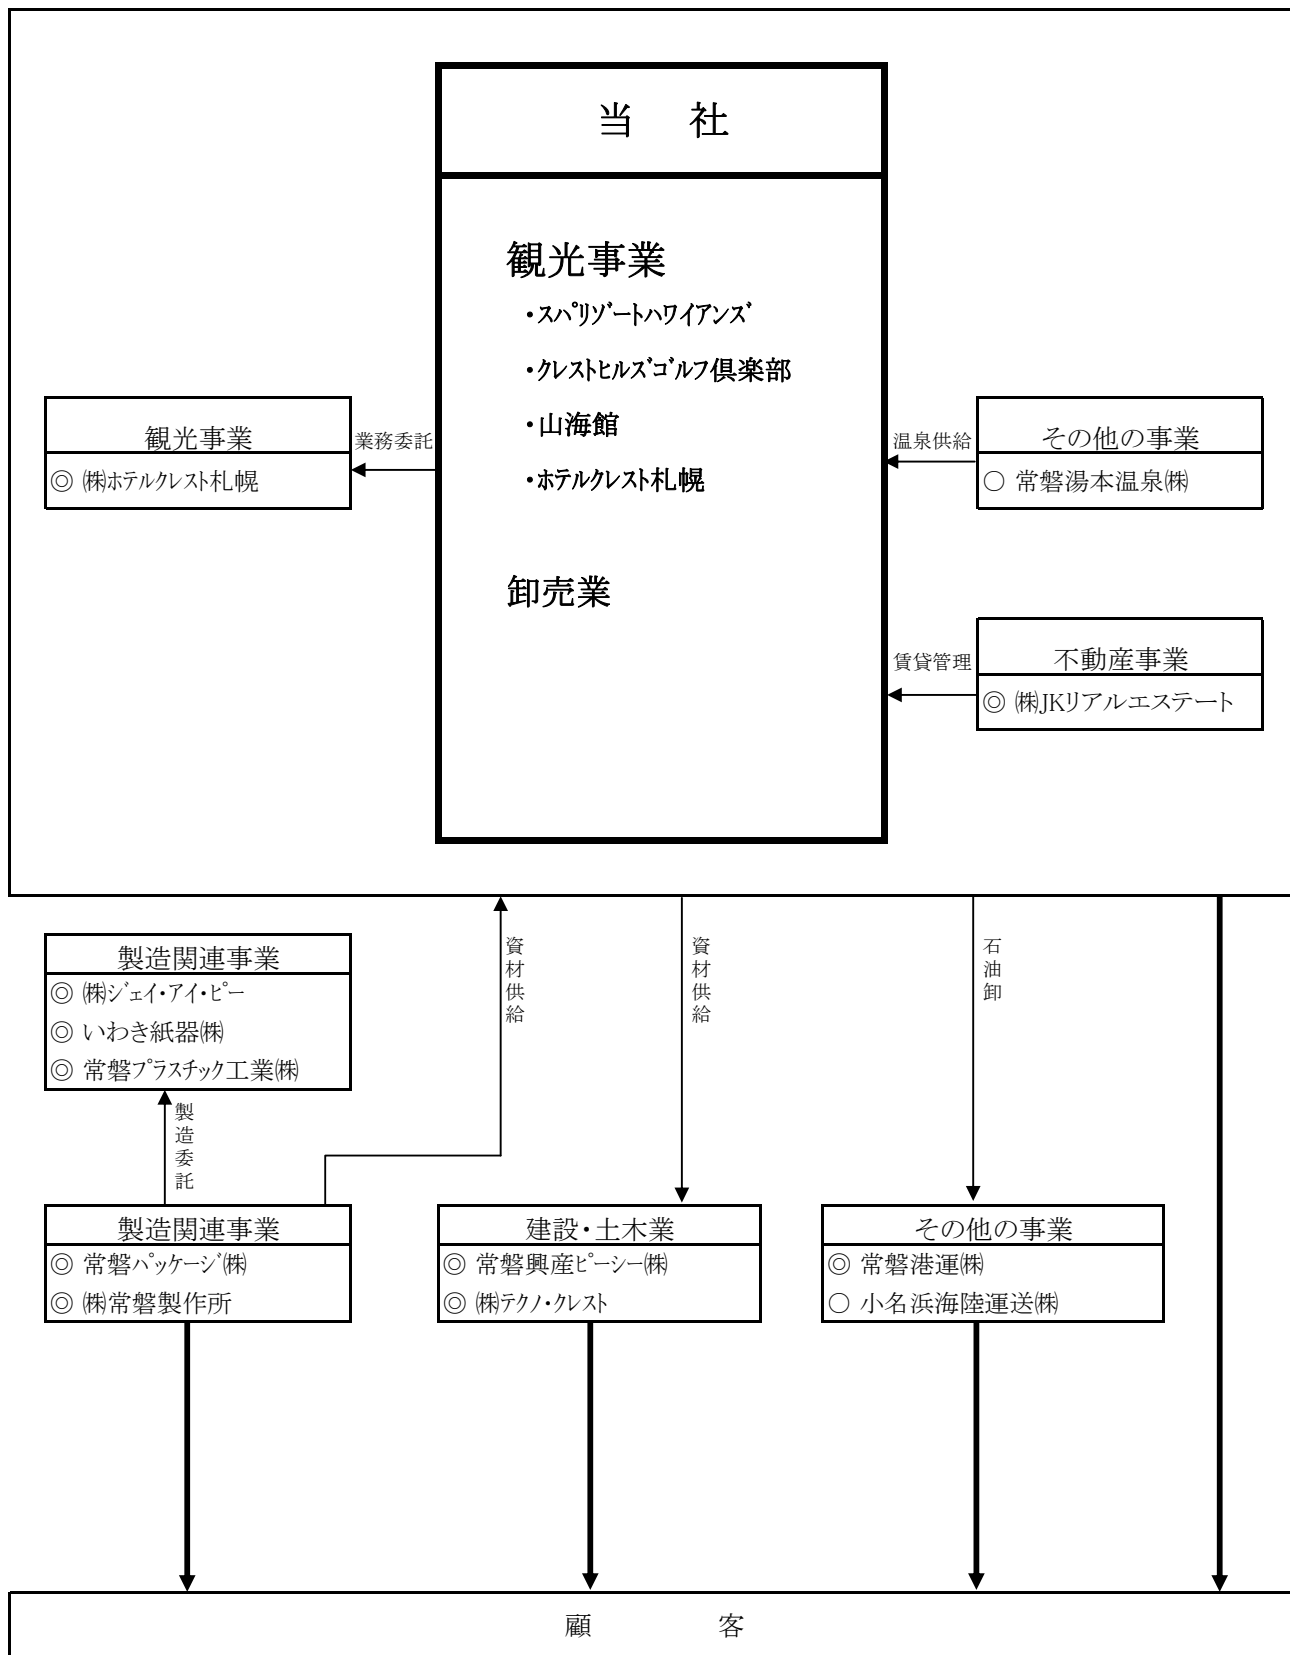 当 社
観光事業
・スパリゾートハワイアンズ
・クレストヒルズゴルフ倶楽部
・山海館
・ホテルクレスト札幌
卸売業
観光事業
◎ ㈱ホテルクレスト札幌
業務委託
温泉供給
その他の事業
○ 常磐湯本温泉㈱
賃貸管理
不動産事業
◎ ㈱JKリアルエステート
製造関連事業
◎ ㈱ジェイ・アイ・ピー
◎ いわき紙器㈱
◎ 常磐プラスチック工業㈱
資材供給
資材供給
石油卸
製造委託
製造関連事業
◎ 常磐パッケージ㈱
◎ ㈱常磐製作所
建設・土木業
◎ 常磐興産ピーシー㈱
◎ ㈱テクノ・クレスト
その他の事業
◎ 常磐港運㈱
○ 小名浜海陸運送㈱
顧 客